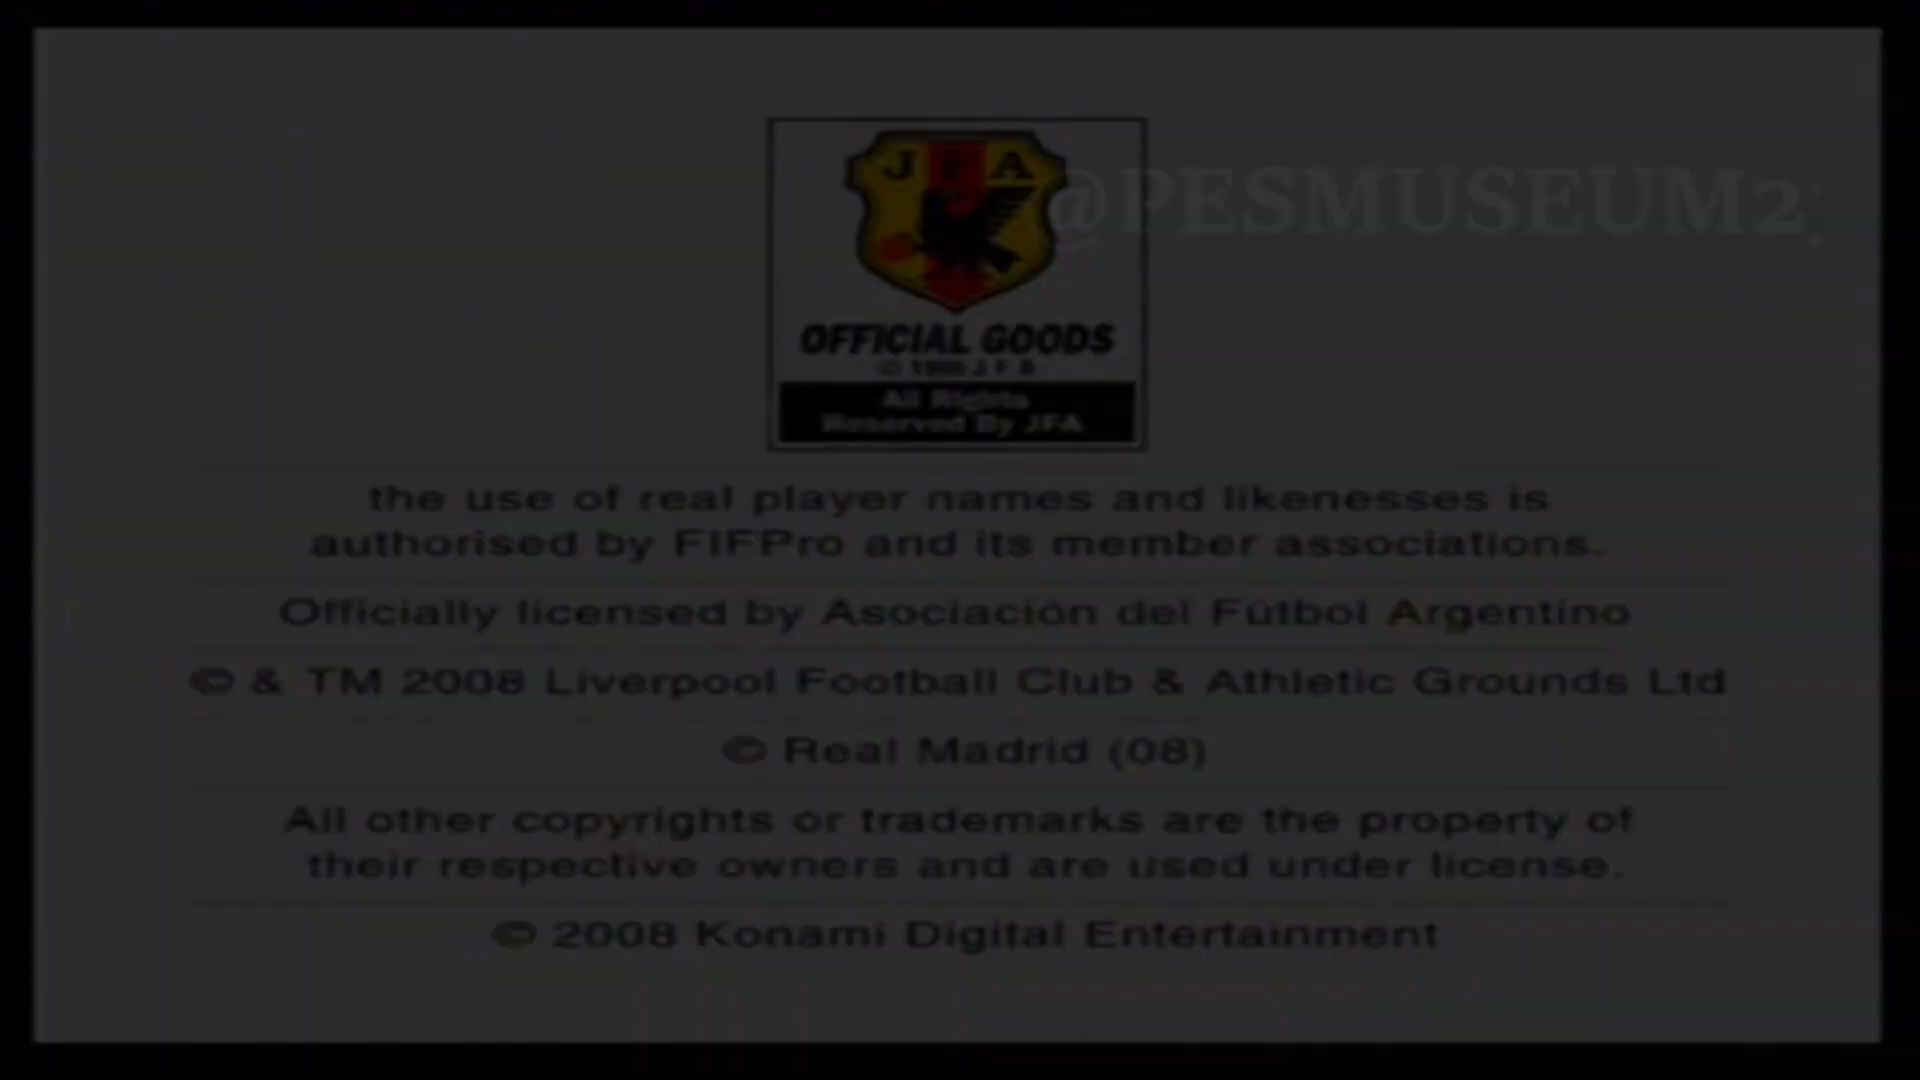 J F A
@PESMUSEUM2
OFFICIAL GOODS
All Rights
Reserved By JFA
the use of real player names and likenesses is
authorised by FIFPro and its member associations.
Officially licensed by Asociación del Fútbol Argentino
© & TM 2008 Liverpool Football Club & Athletic Grounds Ltd
© Real Madrid (08)
All other copyrights or trademarks are the property of
their respective owners and are used under license.
© 2008 Konami Digital Entertainment